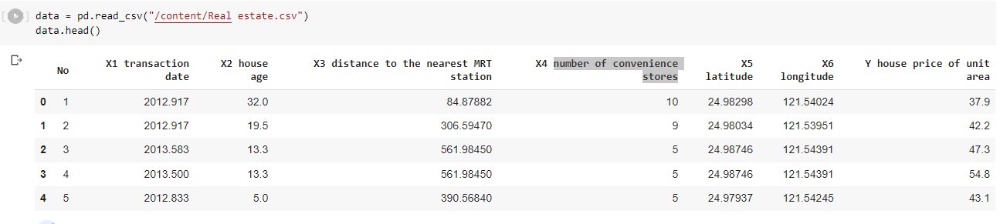 data = pd.read_csv("/content/Real estate.csv")
data.head()
No X1 transaction date X2 house age X3 distance to the nearest MRT station X4 number of convenience stores X5 latitude X6 longitude Y house price of unit area
0 1 2012.917 32.0 84.87882 10 24.98298 121.54024 37.9
1 2 2012.917 19.5 306.59470 9 24.98034 121.53951 42.2
2 3 2013.583 13.3 561.98450 5 24.98746 121.54391 47.3
3 4 2013.500 13.3 561.98450 5 24.98746 121.54391 54.8
4 5 2012.833 5.0 390.56840 5 24.97937 121.54245 43.1